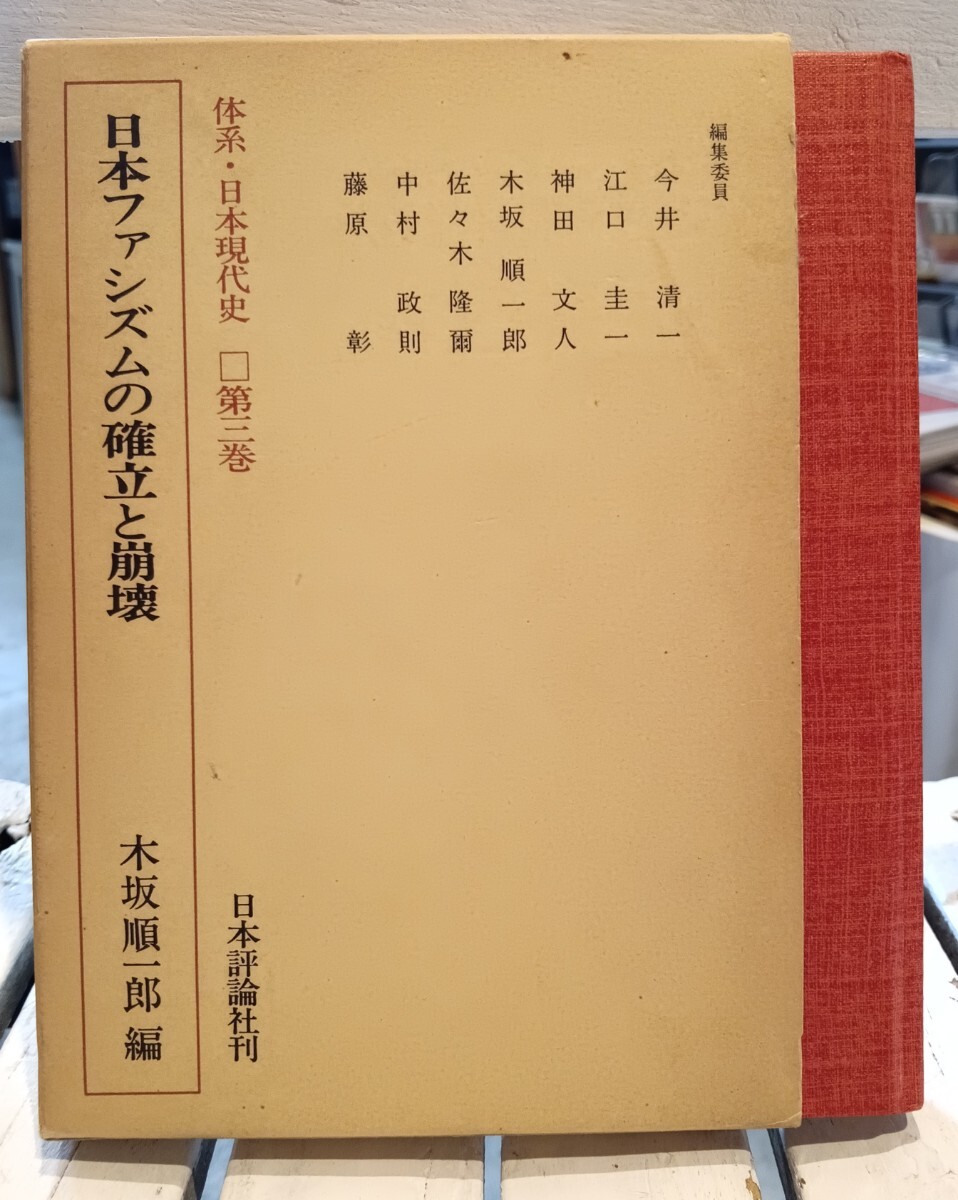 編集委員
今井清一
江口圭一
神田文人
木坂順一郎
佐々木隆爾
中村政則
藤原彰
体系・日本現代史 □第三巻
日本評論社刊
日本ファシズムの確立と崩壊
木坂順一郎 編